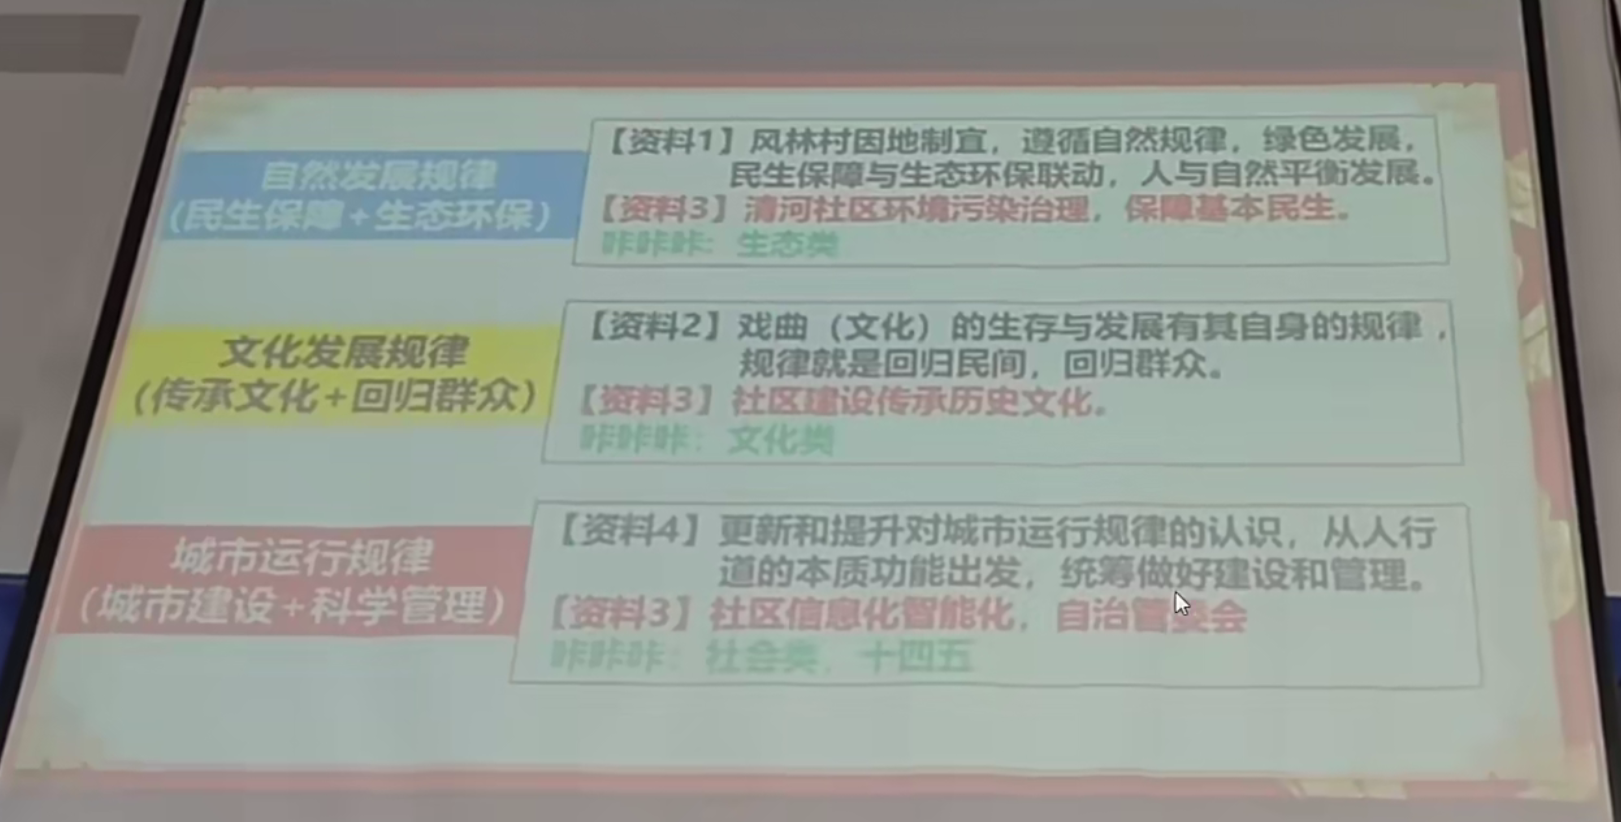 自然发展规律
(民生保障+生态环保)
【资料1】风林村因地制宜，遵循自然规律，绿色发展，
民生保障与生态环保联动，人与自然平衡发展。
【资料3】清河社区环境污染治理，保障基本民生。
咔咔咔：生态类
文化发展规律
(传承文化+回归群众)
【资料2】戏曲（文化）的生存与发展有其自身的规律，
规律就是回归民间，回归群众。
【资料3】社区建设传承历史文化。
咔咔咔：文化类
城市运行规律
(城市建设+科学管理)
【资料4】更新和提升对城市运行规律的认识，从人行
道的本质功能出发，统筹做好建设和管理。
【资料3】社区信息化智能化，自治管委会
咔咔咔：社会类，十四五